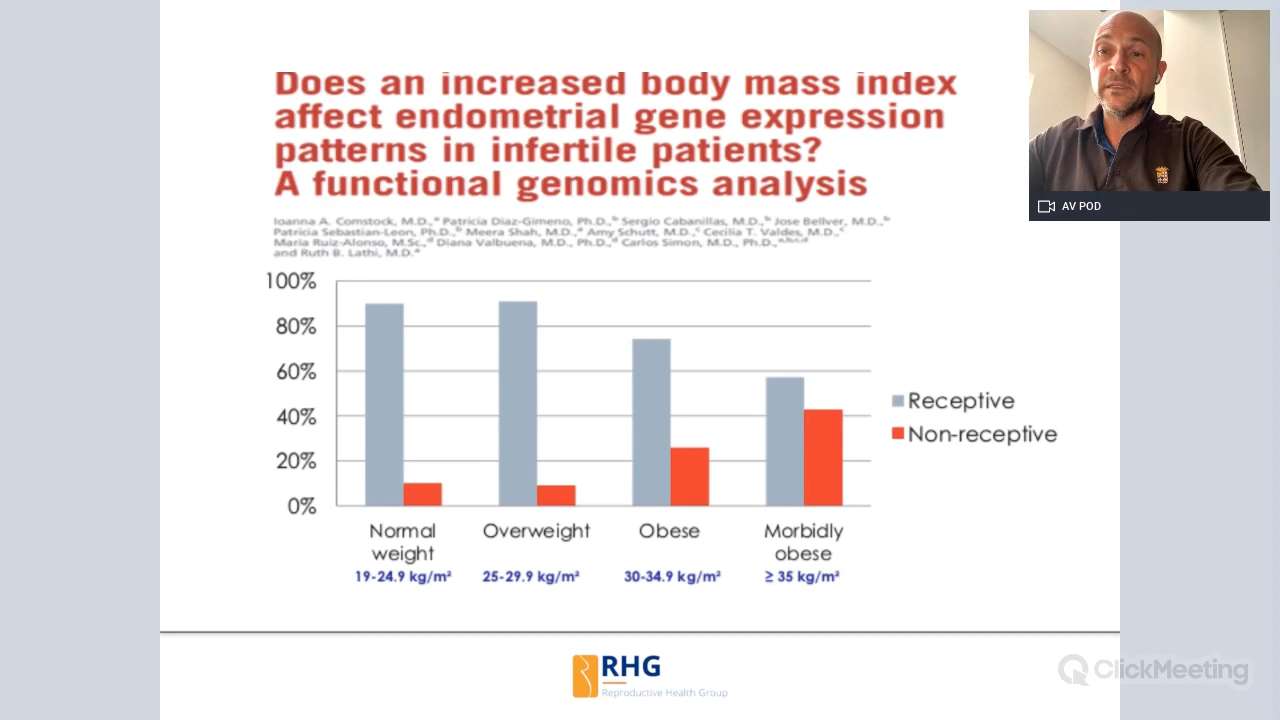 Does an increased body mass index
affect endometrial gene expression
patterns in infertile patients?
A functional genomics analysis
Ioanna A. Comstock, M.D.,ᵃ Patricia Diaz-Gimeno, Ph.D.,ᵇ Sergio Cabanillas, M.D.,ᵇ Jose Bellver, M.D.,ᵇ
Patricia Sebastian-Leon, Ph.D.,ᵇ Meera Shah, M.D.,ᵃ Amy Schutt, M.D.,ᶜ Cecilia T. Valdes, M.D.,ᶜ
Maria Ruiz-Alonso, M.Sc.,ᵈ Diana Valbuena, M.D., Ph.D.,ᵈ Carlos Simon, M.D., Ph.D.,
and Ruth B. Lathi, M.D.ᵃ
100%
80%
60%
40%
20%
0%
Normal weight
Overweight
Obese
Morbidly obese
19-24.9 kg/m²
25-29.9 kg/m²
30-34.9 kg/m²
≥ 35 kg/m²
Receptive
Non-receptive
RHG
Reproductive Health Group
AV POD
ClickMeeting